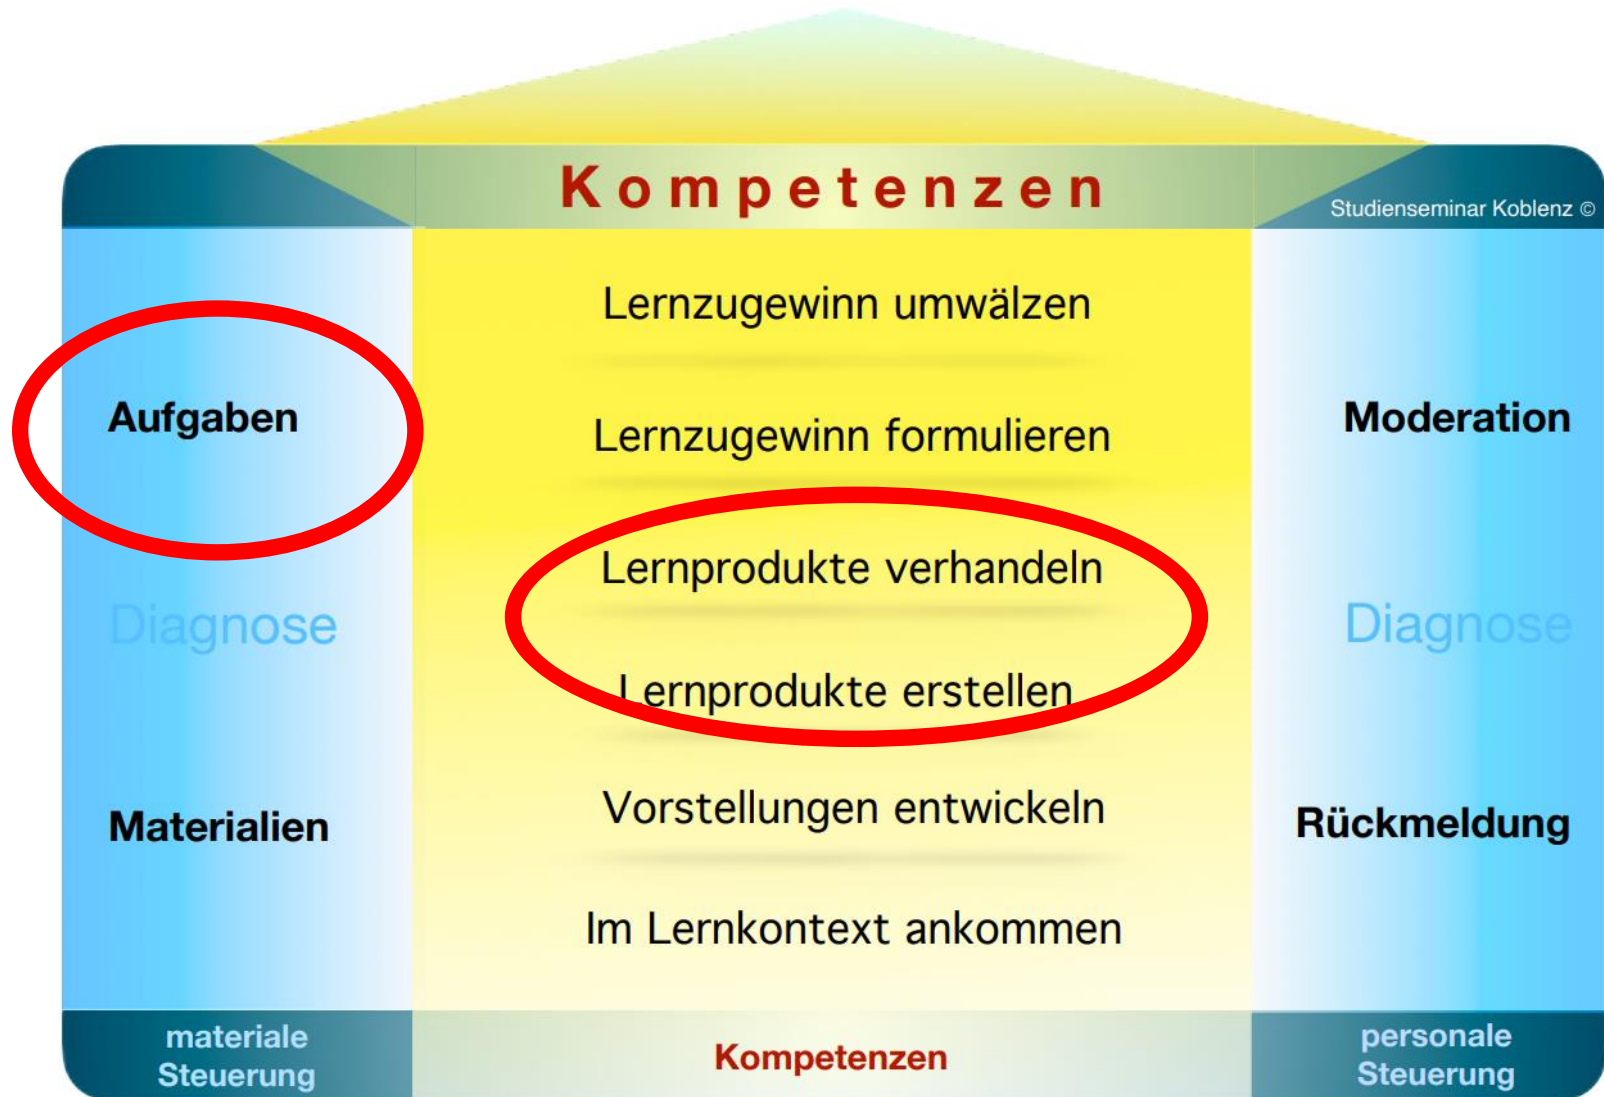 Kompetenzen
Studienseminar Koblenz ©
Lernzugewinn umwälzen
Aufgaben
Lernzugewinn formulieren
Moderation
Lernprodukte verhandeln
Diagnose
Diagnose
Lernprodukte erstellen
Materialien
Vorstellungen entwickeln
Rückmeldung
Im Lernkontext ankommen
materiale
Steuerung
Kompetenzen
personale
Steuerung